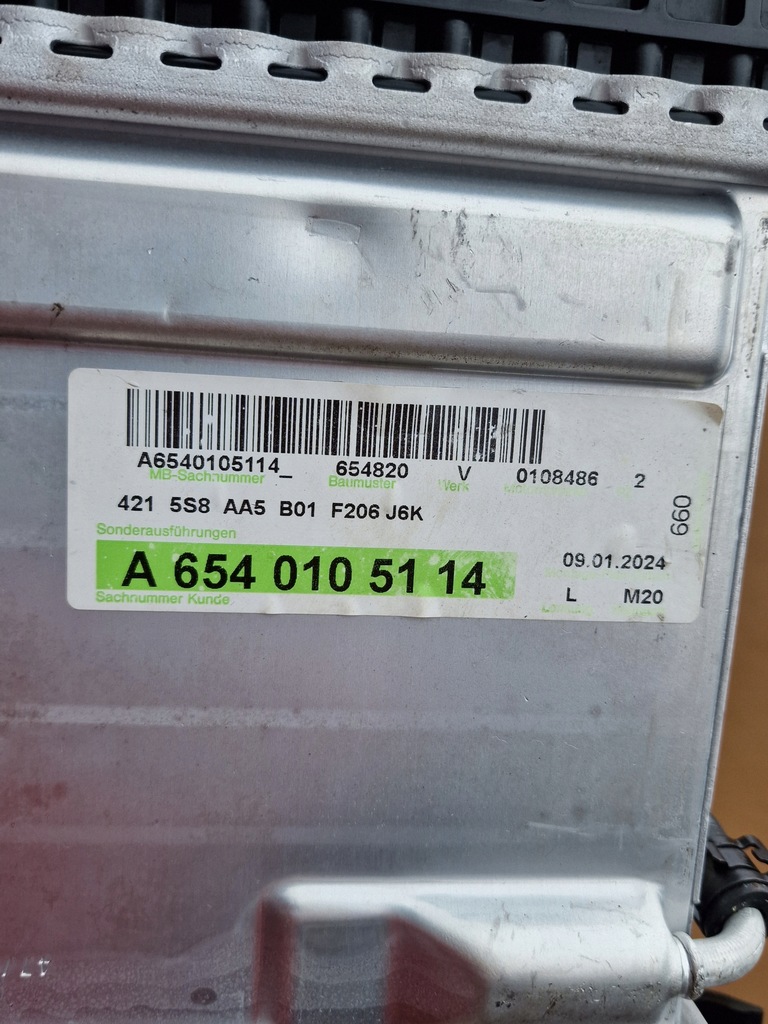 A6540105114_ 654820 V 0108486 2
MB-Sachnummer Baumuster Werk
421 5S8 AA5 B01 F206 J6K
660
Sonderausführungen
A 654 010 51 14
09.01.2024
Sachnummer Kunde
L M20